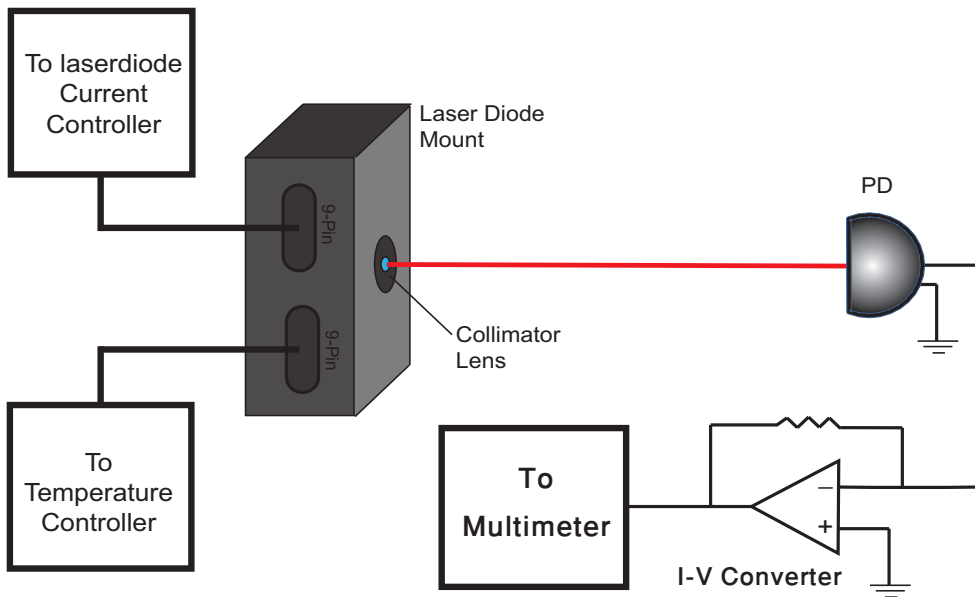 To laserdiode
Current
Controller
Laser Diode
Mount
PD
9-Pin
9-Pin
Collimator
Lens
To
Temperature
Controller
To
Multimeter
−
+
I-V Converter